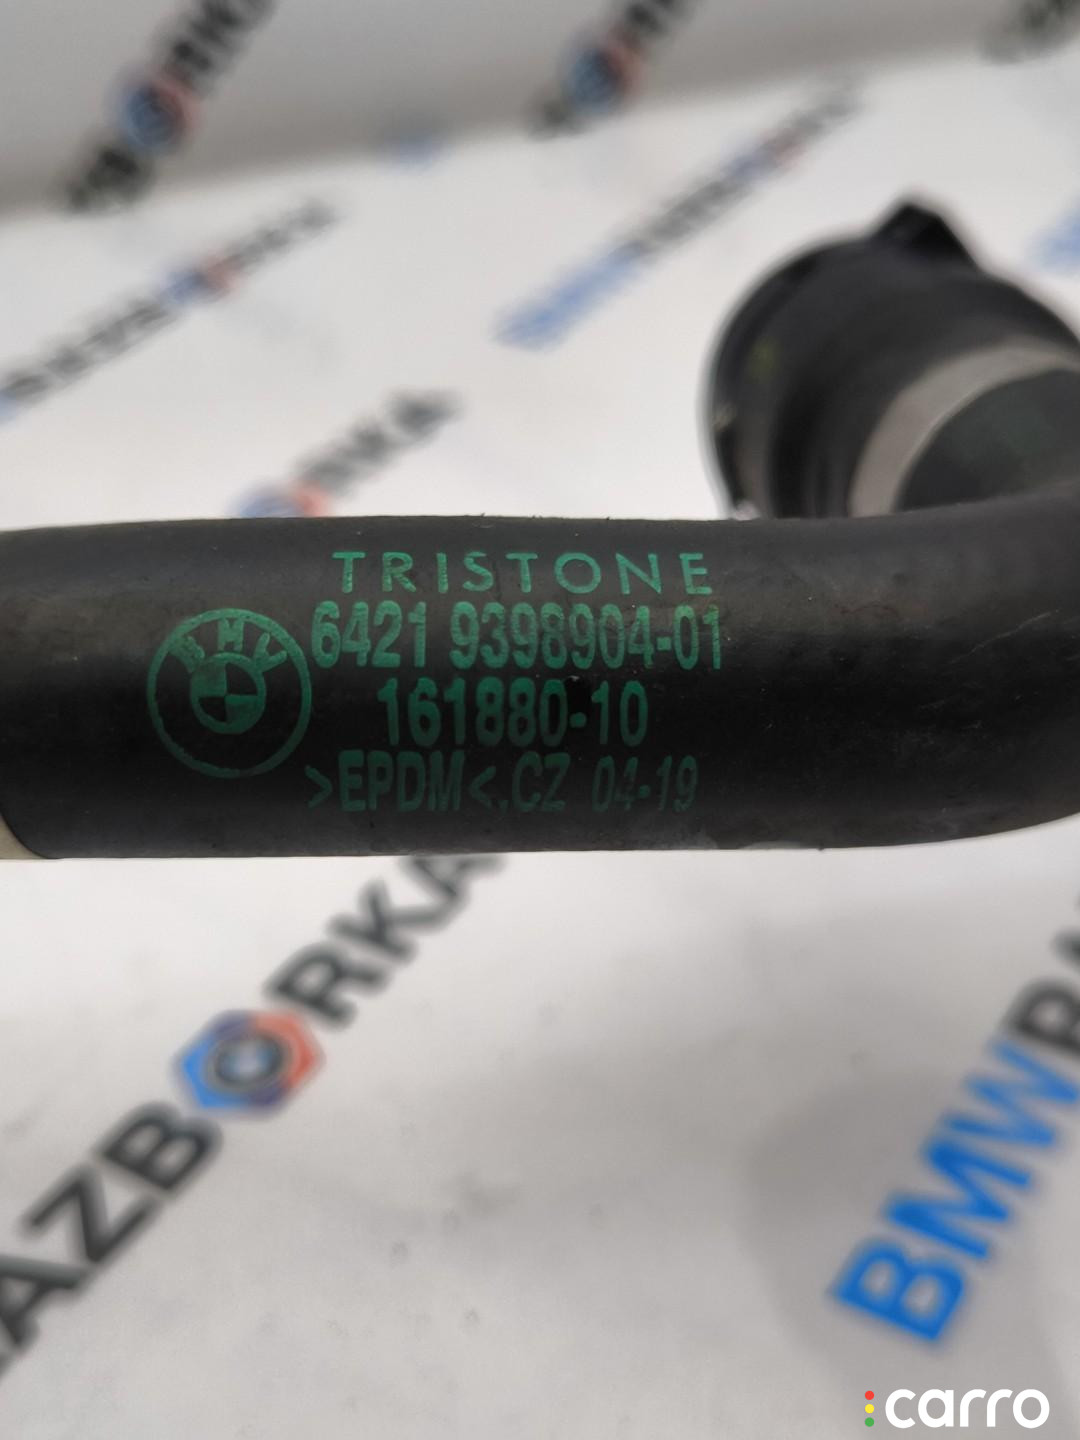 TRISTONE
6421 9398904-01
161880-10
>EPDM<.CZ 04-19
BMW
RAZBORKA
BMW
carro